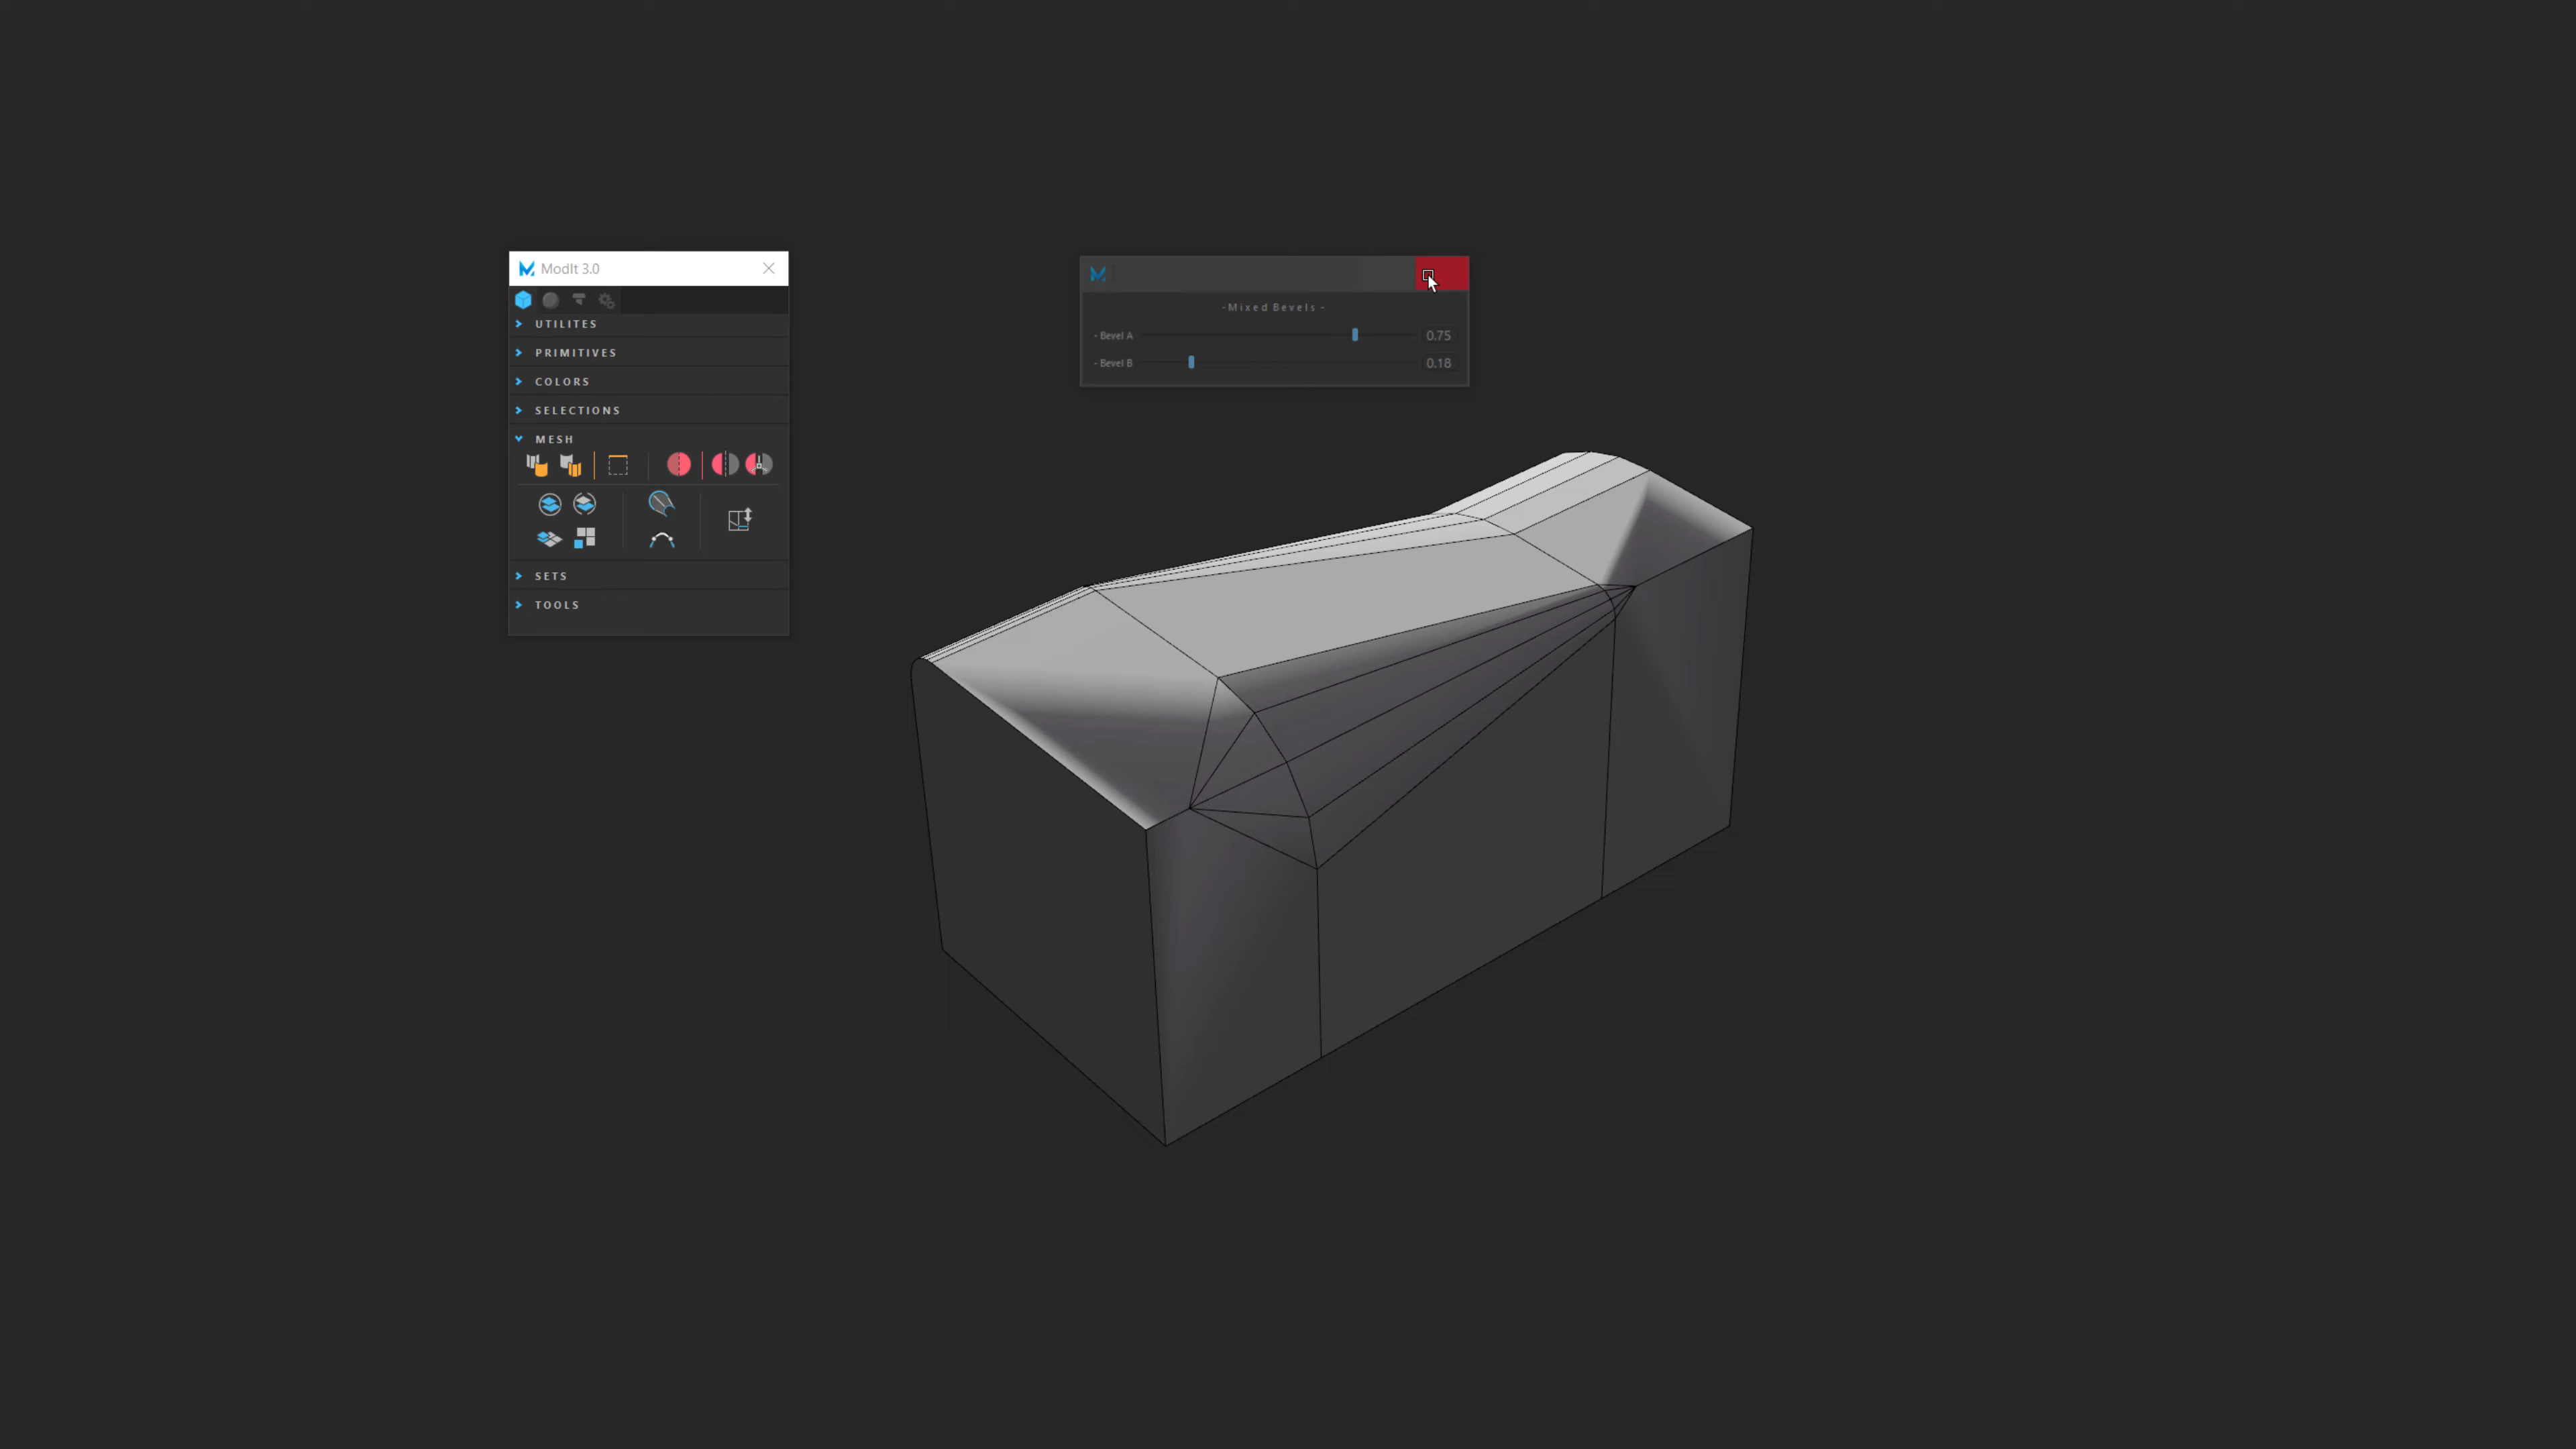 ModIt 3.0
UTILITES
PRIMITIVES
COLORS
SELECTIONS
MESH
SETS
TOOLS
- Mixed Bevels -
- Bevel A 0.75
- Bevel B 0.18